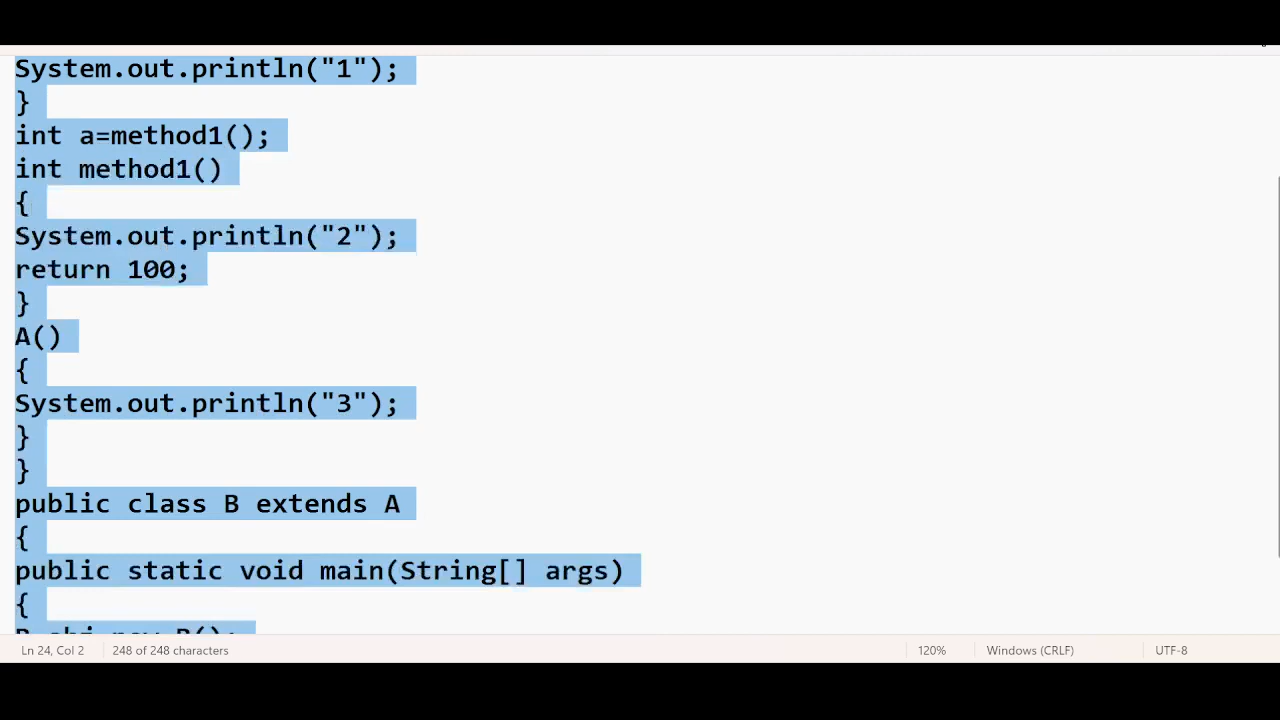 System.out.println("1");
}
int a=method1();
int method1()
{
System.out.println("2");
return 100;
}
A()
{
System.out.println("3");
}
}
public class B extends A
{
public static void main(String[] args)
{
B obj=new B();
Ln 24, Col 2
248 of 248 characters
120%
Windows (CRLF)
UTF-8